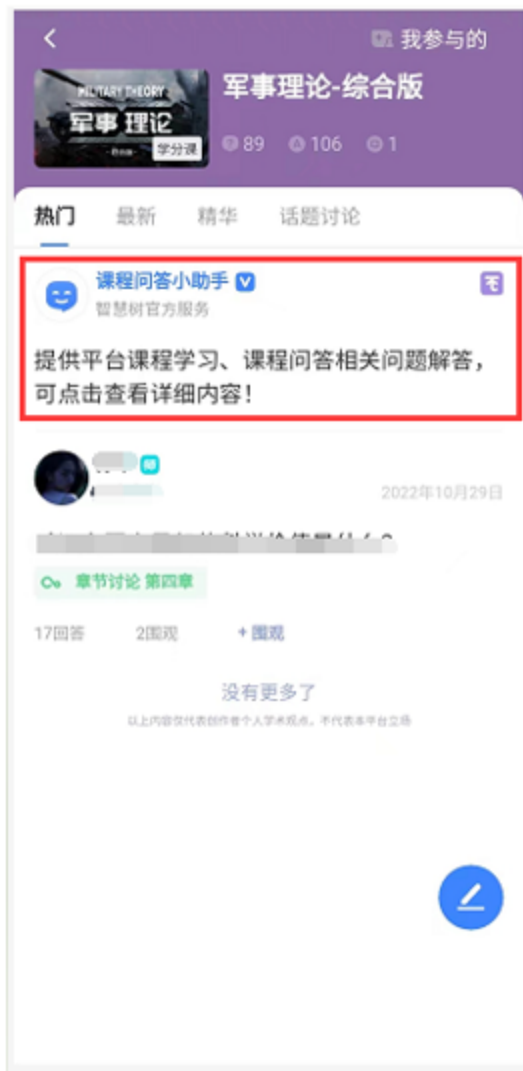 我参与的
MILITARY THEORY
军事 理论
学分课
军事理论-综合版
89 106 1
热门 最新 精华 话题讨论
课程问答小助手
智慧树官方服务
提供平台课程学习、课程问答相关问题解答，
可点击查看详细内容！
师
2022年10月29日
章节讨论 第四章
17回答 2围观 +围观
没有更多了
以上内容仅代表创作者个人学术观点，不代表本平台立场